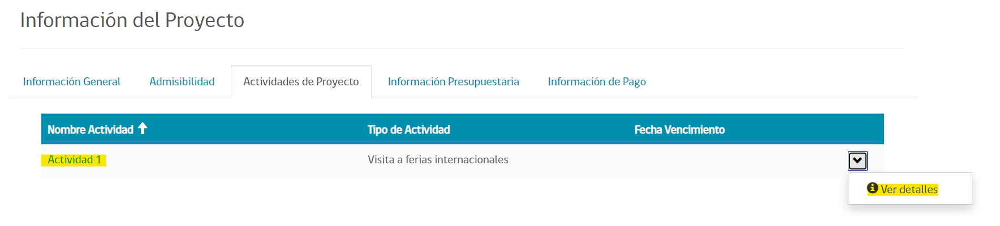 Información del Proyecto
Información General Admisibilidad Actividades de Proyecto Información Presupuestaria Información de Pago
Nombre Actividad Tipo de Actividad Fecha Vencimiento
Actividad 1 Visita a ferias internacionales
Ver detalles